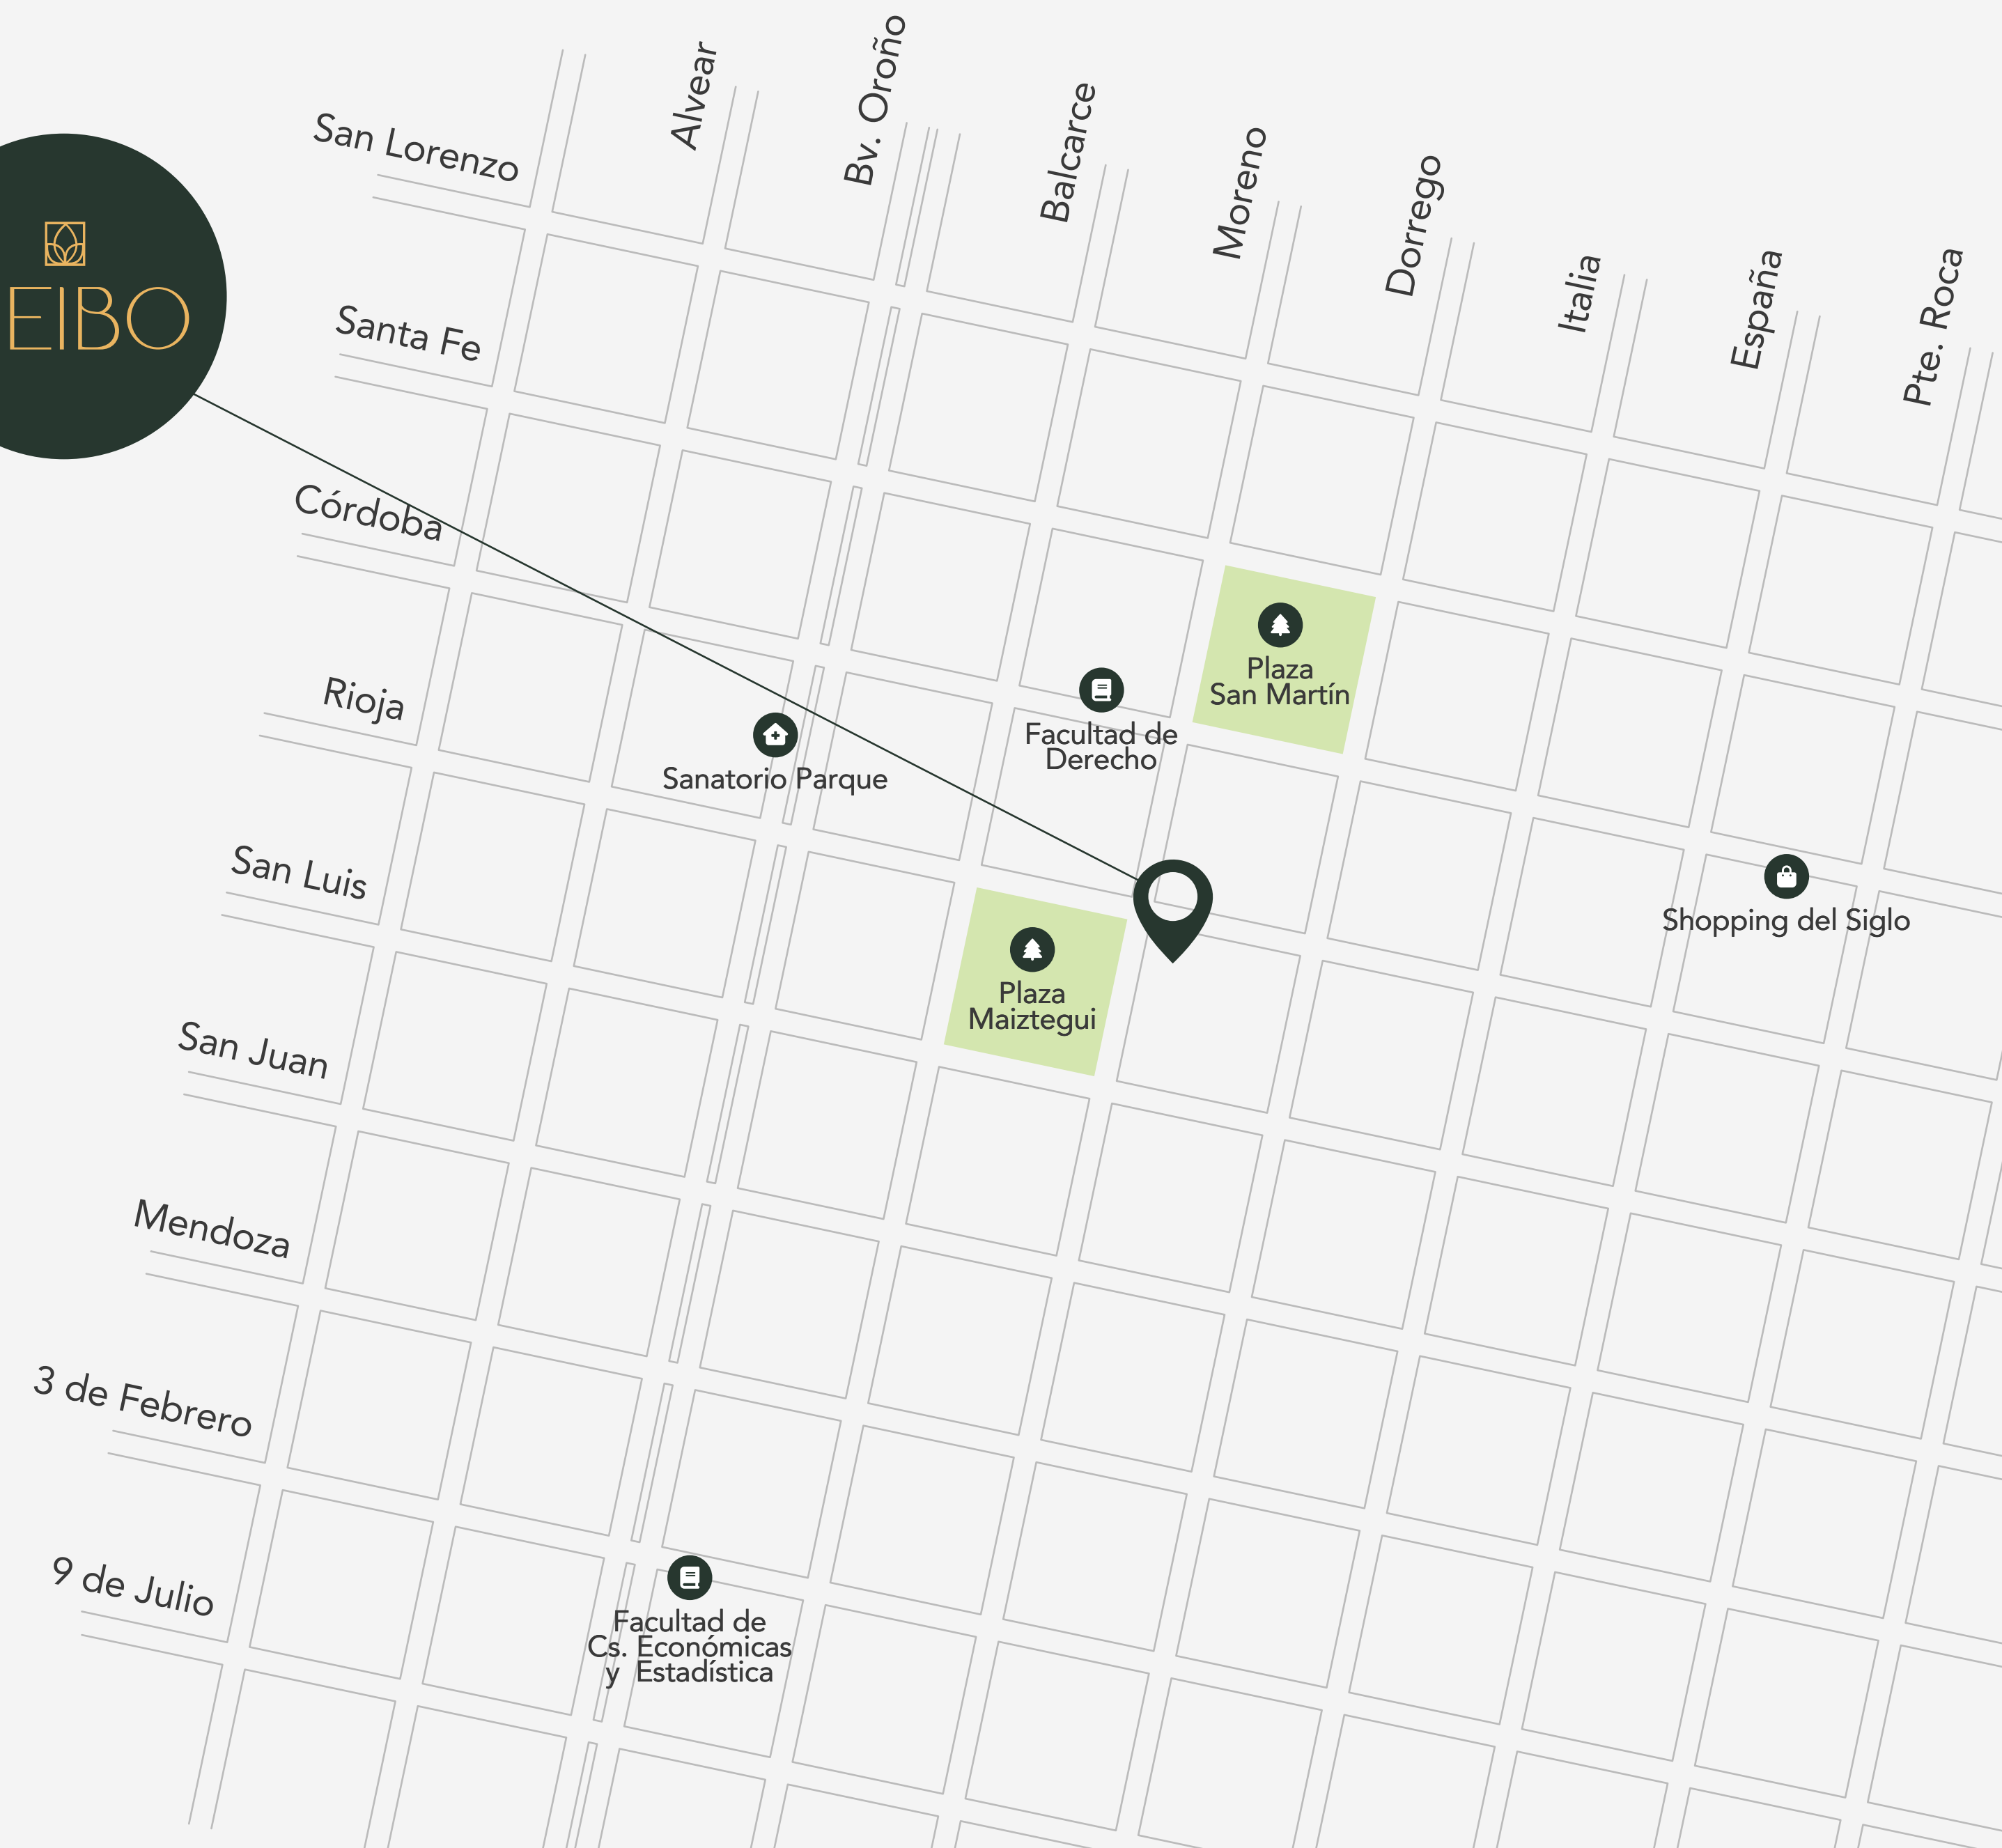 San Lorenzo
Alvear
Bv. Oroño
Balcarce
Moreno
Dorrego
Italia
España
Pte. Roca
EIBO
Santa Fe
Córdoba
Rioja
San Luis
San Juan
Mendoza
3 de Febrero
9 de Julio
Plaza
San Martín
Facultad de
Derecho
Sanatorio Parque
Shopping del Siglo
Plaza
Maiztegui
Facultad de
Cs. Económicas
y Estadística